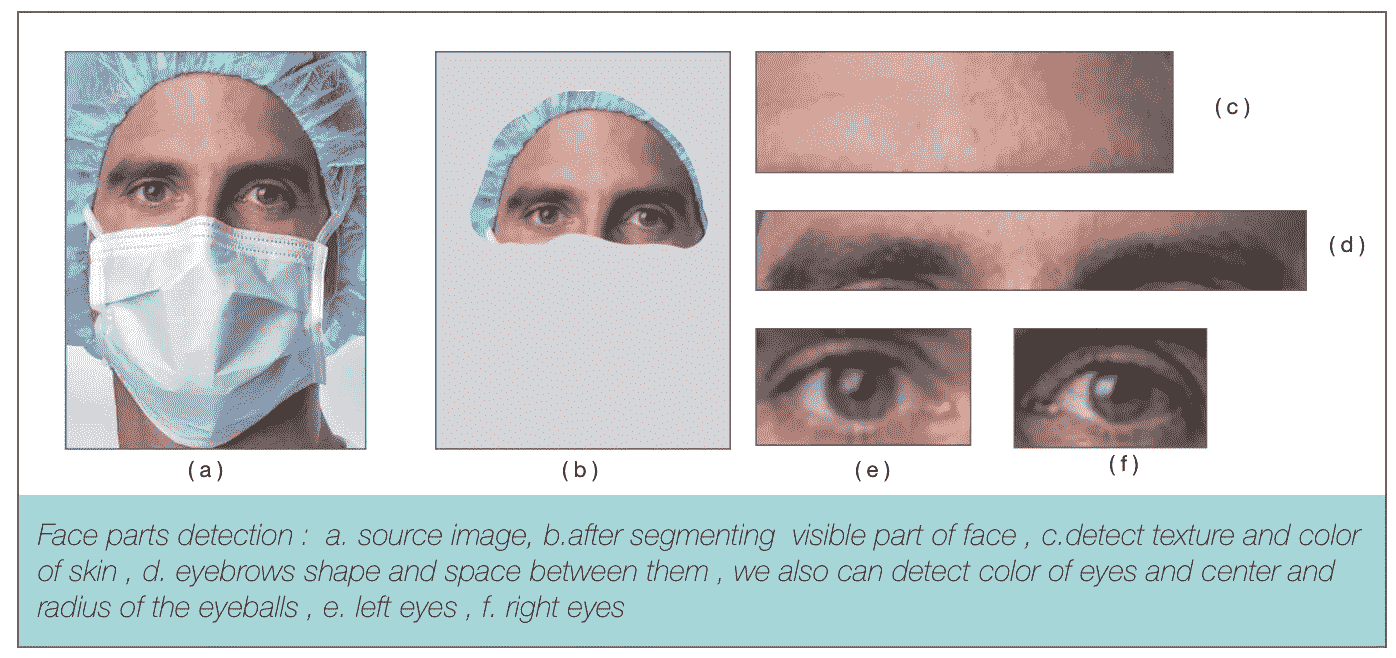 (a)
(b)
(c)
(d)
(e)
(f)
Face parts detection : a. source image, b.after segmenting visible part of face , c.detect texture and color
of skin , d. eyebrows shape and space between them , we also can detect color of eyes and center and
radius of the eyeballs , e. left eyes , f. right eyes